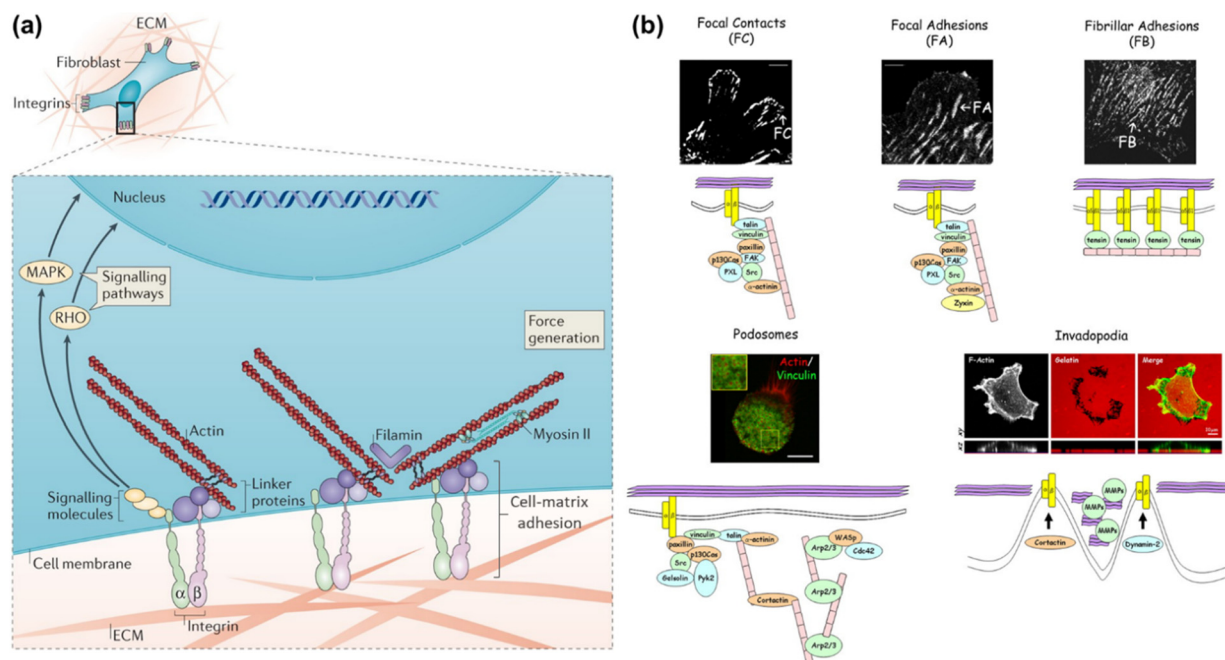 (a)
ECM
Fibroblast
Integrins
Nucleus
MAPK
Signalling
pathways
RHO
Force
generation
Actin
Filamin
Myosin II
Linker
proteins
Signalling
molecules
Cell-matrix
adhesion
Cell membrane
α β
Integrin
ECM
(b)
Focal Contacts
(FC)
Focal Adhesions
(FA)
Fibrillar Adhesions
(FB)
FC
FA
FB
α β
talin
vinculin
paxillin
p130Cas
FAK
PXL
Src
α-actinin
α β
talin
vinculin
paxillin
p130Cas
FAK
PXL
Src
α-actinin
Zyxin
tensin
tensin
tensin
tensin
Podosomes
Actin/
Vinculin
Invadopodia
F-Actin
Gelatin
Merge
XY
XZ
α β
paxillin
vinculin
talin
α-actinin
p130Cas
Src
Gelsolin
Pyk2
Cortactin
Arp2/3
WASp
Cdc42
Arp2/3
Arp2/3
α β
MMPs
MMPs
MMPs
α β
Cortactin
Dynamin-2